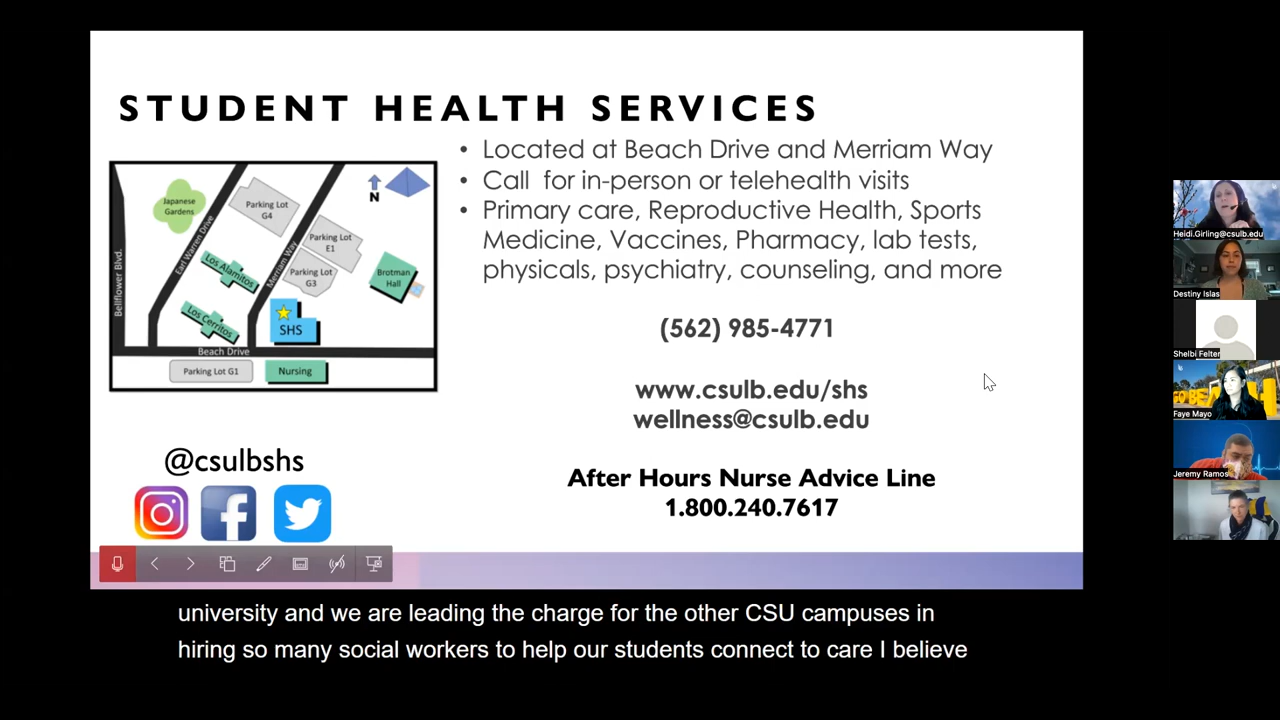 STUDENT HEALTH SERVICES
• Located at Beach Drive and Merriam Way
• Call for in-person or telehealth visits
• Primary care, Reproductive Health, Sports
Medicine, Vaccines, Pharmacy, lab tests,
physicals, psychiatry, counseling, and more
(562) 985-4771
www.csulb.edu/shs
wellness@csulb.edu
After Hours Nurse Advice Line
1.800.240.7617
Japanese
Gardens
Parking Lot
G4
N
Bellflower Blvd.
Earl Warren Drive
Merriam Way
Parking Lot
E1
Los Alamitos
Parking Lot
G3
Brotman
Hall
Los Cerritos
SHS
Beach Drive
Parking Lot G1
Nursing
@csulbshs
university and we are leading the charge for the other CSU campuses in
hiring so many social workers to help our students connect to care I believe
Heidi.Girling@csulb.edu
Destiny Islas
Shelbi Felter
GO BEACH
Faye Mayo
Jeremy Ramos